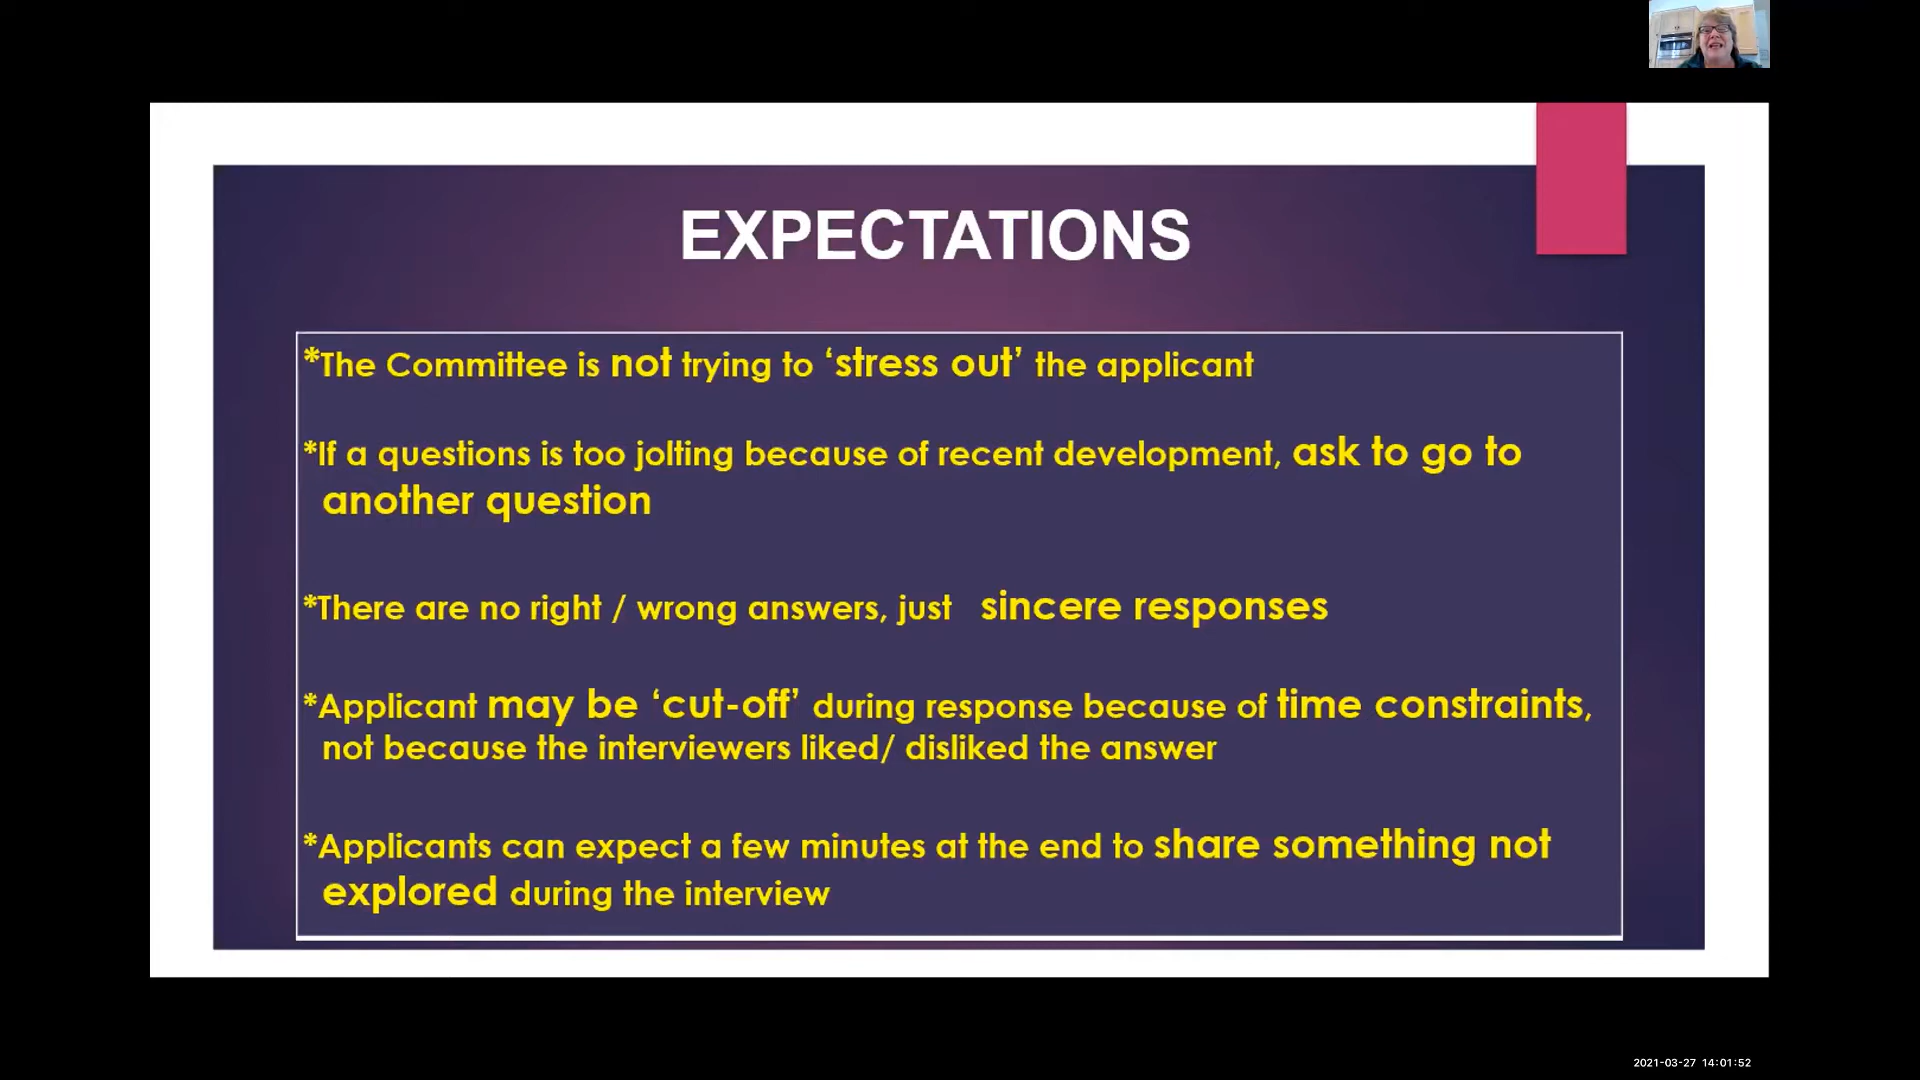 EXPECTATIONS
*The Committee is not trying to ‘stress out’ the applicant
*If a questions is too jolting because of recent development, ask to go to
another question
*There are no right / wrong answers, just sincere responses
*Applicant may be ‘cut-off’ during response because of time constraints,
not because the interviewers liked/ disliked the answer
*Applicants can expect a few minutes at the end to share something not
explored during the interview
2021-03-27 14:01:52